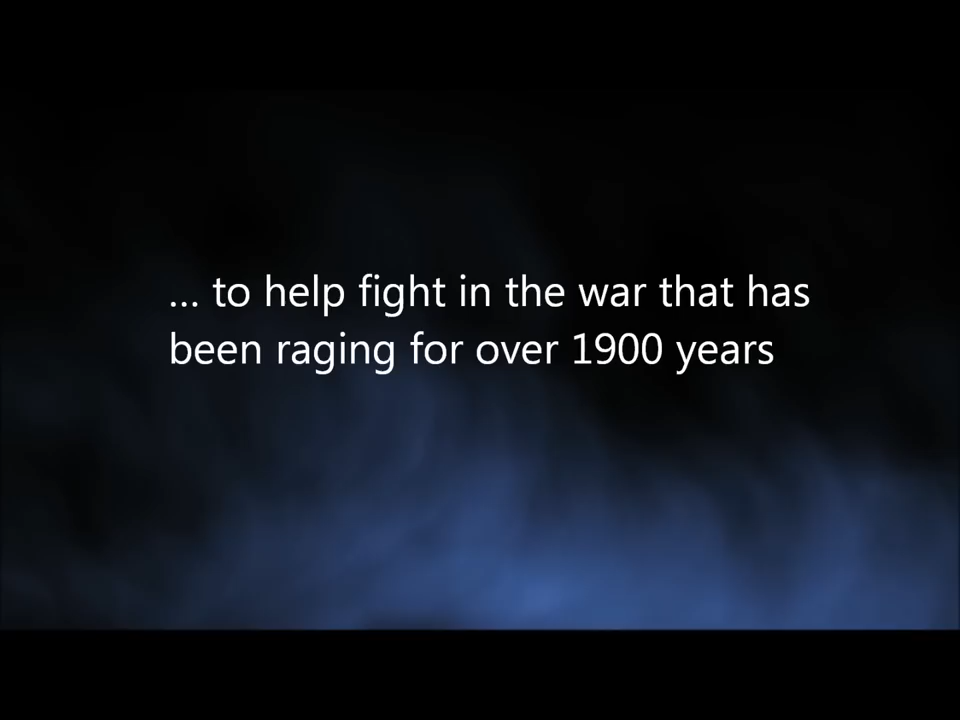 ... to help fight in the war that has
been raging for over 1900 years